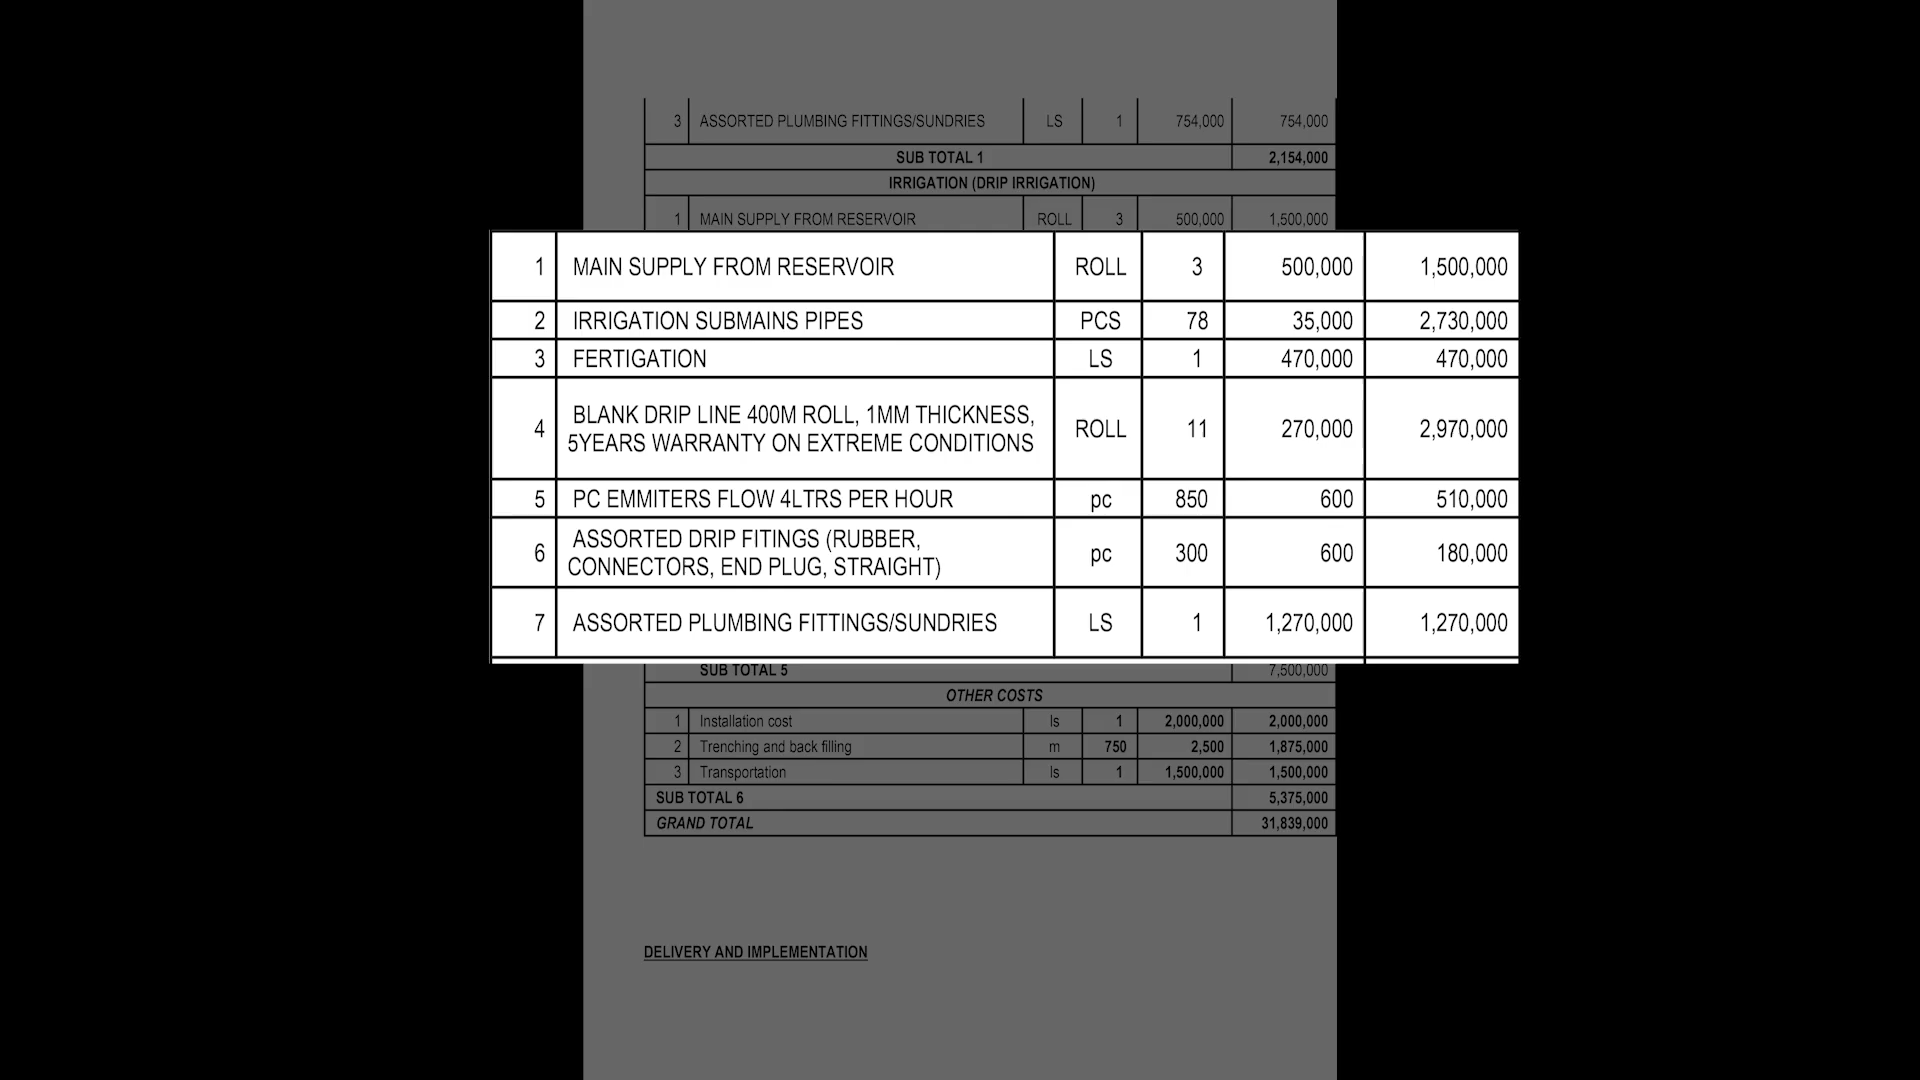 3 ASSORTED PLUMBING FITTINGS/SUNDRIES LS 1 754,000 754,000
SUB TOTAL 1 2,154,000
IRRIGATION (DRIP IRRIGATION)
1 MAIN SUPPLY FROM RESERVOIR ROLL 3 500,000 1,500,000
1 MAIN SUPPLY FROM RESERVOIR ROLL 3 500,000 1,500,000
2 IRRIGATION SUBMAINS PIPES PCS 78 35,000 2,730,000
3 FERTIGATION LS 1 470,000 470,000
4 BLANK DRIP LINE 400M ROLL, 1MM THICKNESS,
5YEARS WARRANTY ON EXTREME CONDITIONS ROLL 11 270,000 2,970,000
5 PC EMMITERS FLOW 4LTRS PER HOUR pc 850 600 510,000
6 ASSORTED DRIP FITINGS (RUBBER,
CONNECTORS, END PLUG, STRAIGHT) pc 300 600 180,000
7 ASSORTED PLUMBING FITTINGS/SUNDRIES LS 1 1,270,000 1,270,000
SUB TOTAL 5 7,500,000
OTHER COSTS
1 Installation cost ls 1 2,000,000 2,000,000
2 Trenching and back filling m 750 2,500 1,875,000
3 Transportation ls 1 1,500,000 1,500,000
SUB TOTAL 6 5,375,000
GRAND TOTAL 31,839,000
DELIVERY AND IMPLEMENTATION